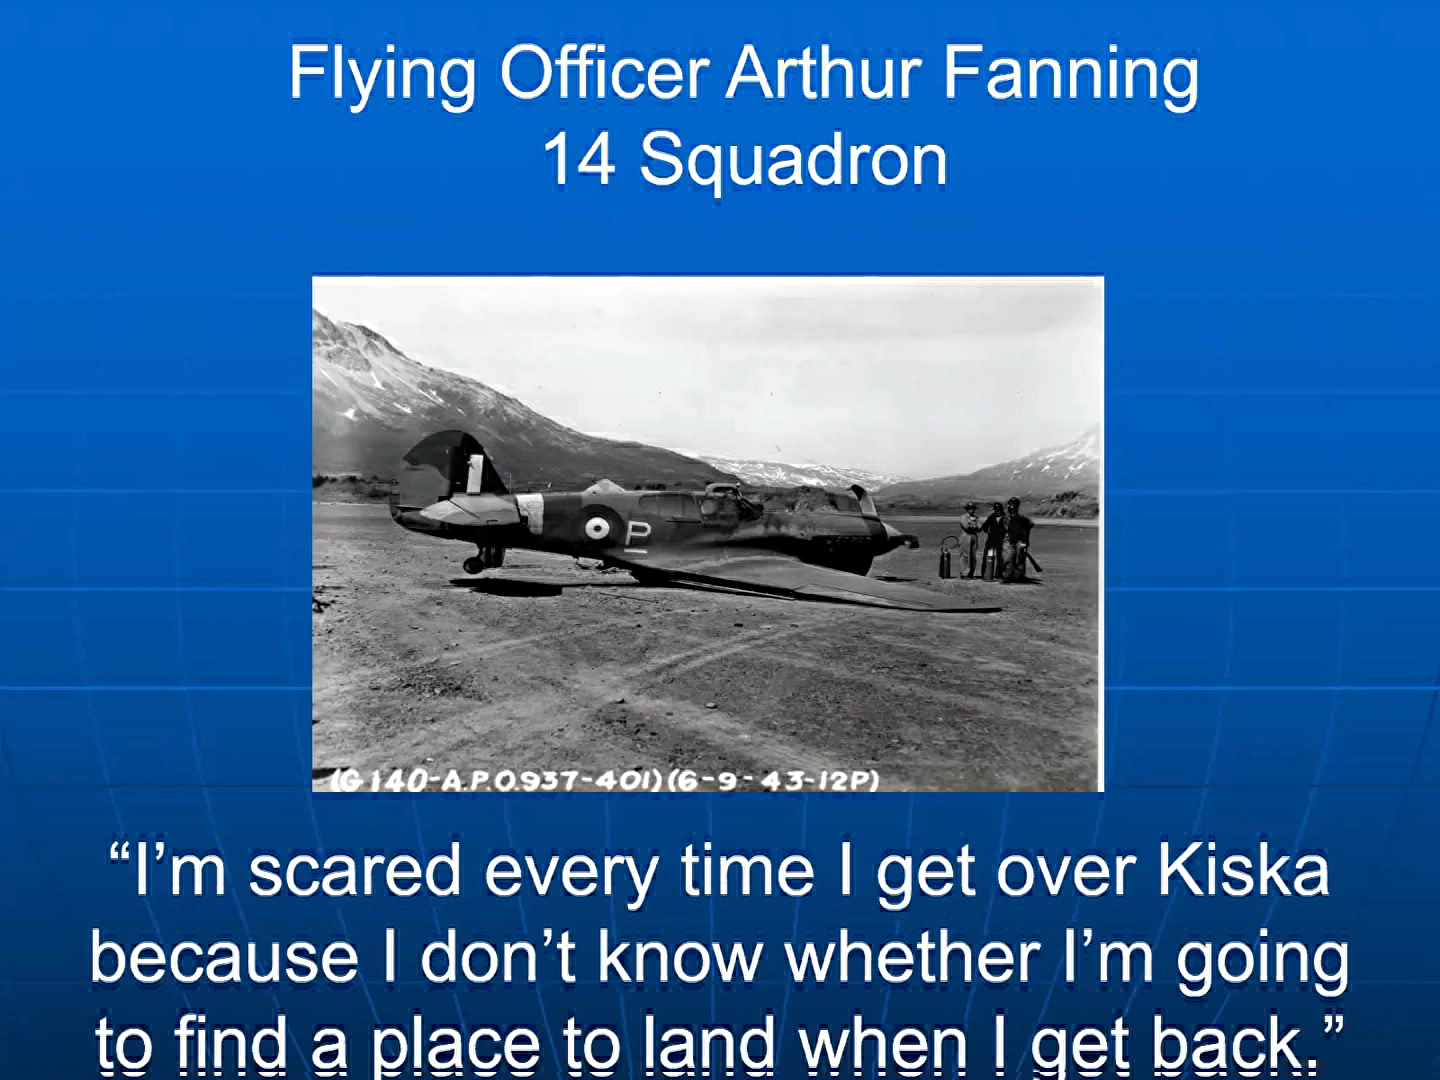 Flying Officer Arthur Fanning
14 Squadron
P
(G140-A.P.O.937-401)(6-9-43-12P)
“I’m scared every time I get over Kiska
because I don’t know whether I’m going
to find a place to land when I get back.”